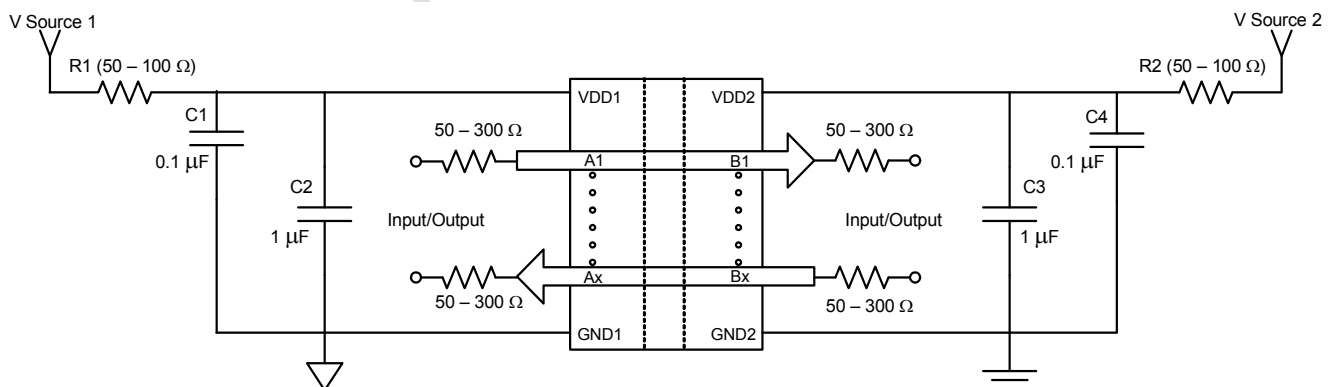 V Source 1
V Source 2
R1 (50 – 100 Ω)
R2 (50 – 100 Ω)
VDD1
VDD2
C1
C4
50 – 300 Ω
50 – 300 Ω
0.1 μF
A1
B1
0.1 μF
C2
C3
Input/Output
Input/Output
1 μF
1 μF
Ax
Bx
50 – 300 Ω
50 – 300 Ω
GND1
GND2